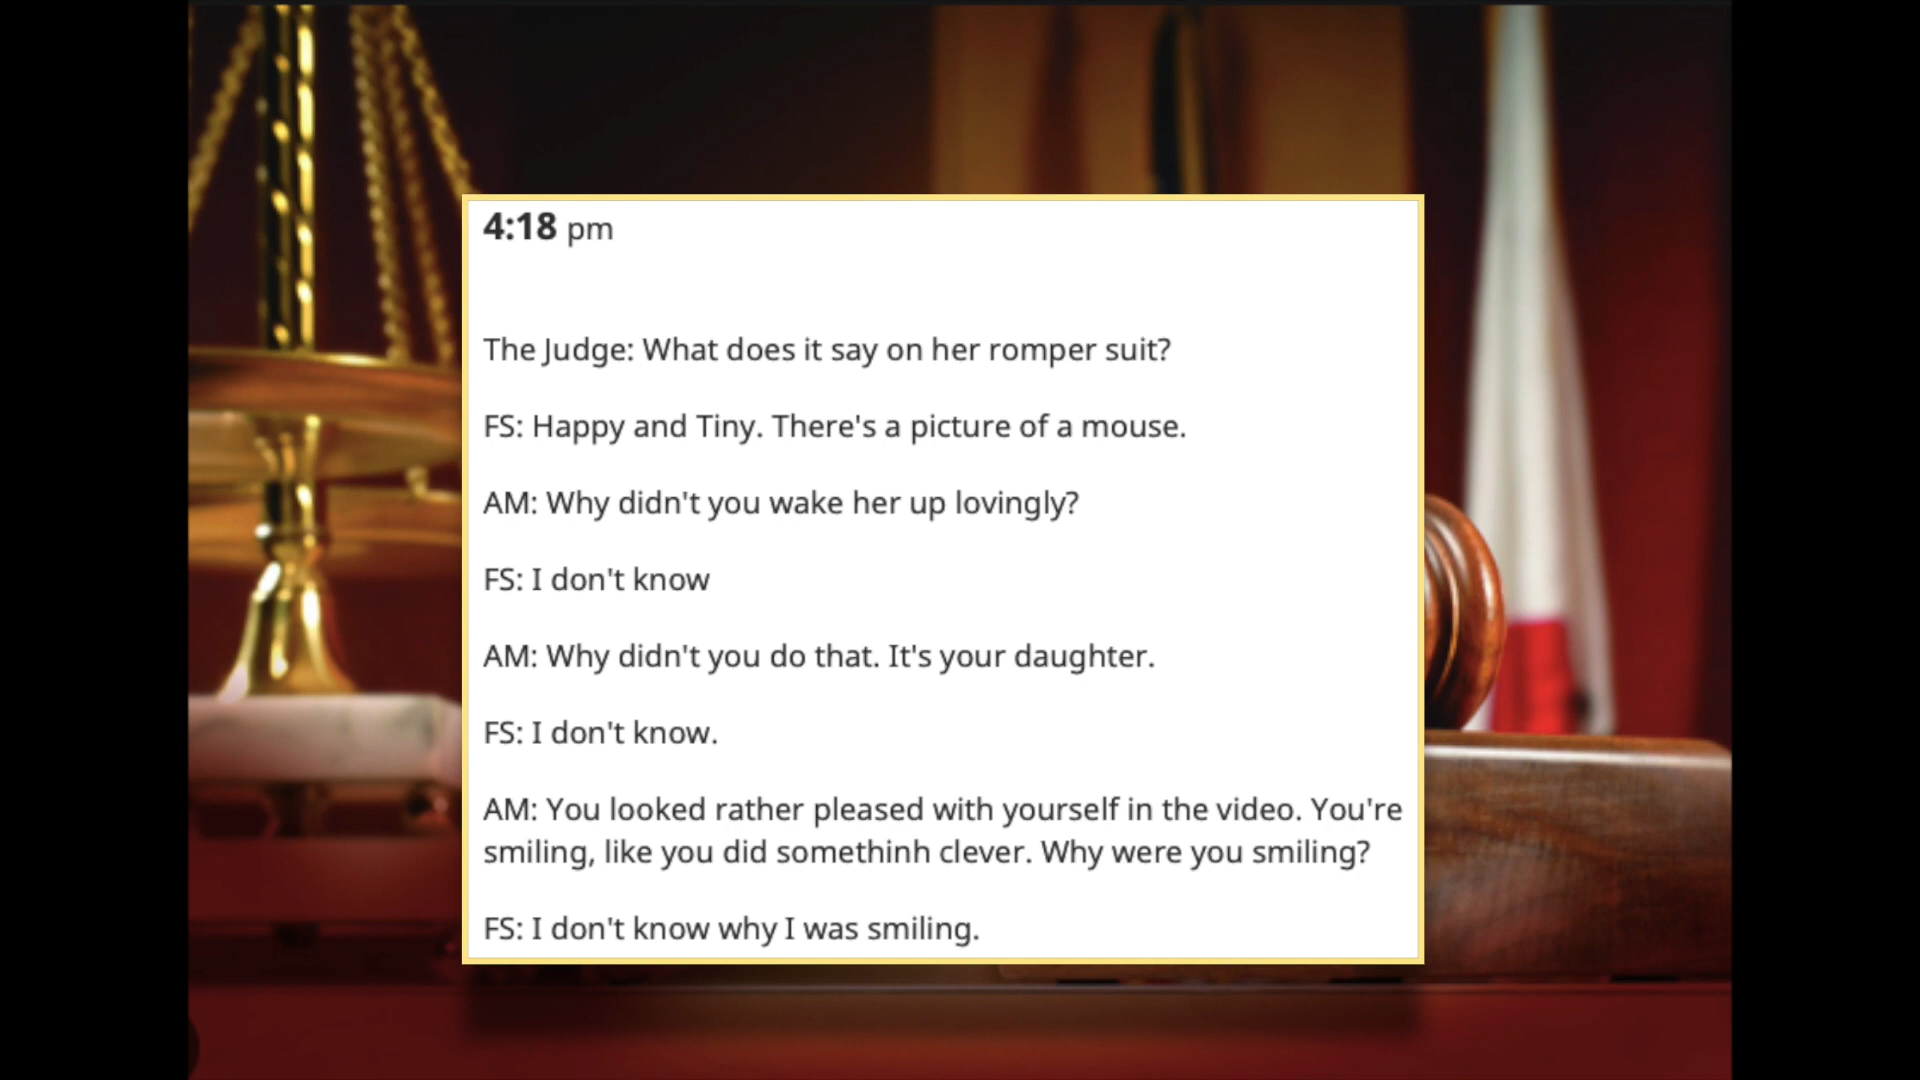 4:18 pm
The Judge: What does it say on her romper suit?
FS: Happy and Tiny. There's a picture of a mouse.
AM: Why didn't you wake her up lovingly?
FS: I don't know
AM: Why didn't you do that. It's your daughter.
FS: I don't know.
AM: You looked rather pleased with yourself in the video. You're
smiling, like you did somethinh clever. Why were you smiling?
FS: I don't know why I was smiling.